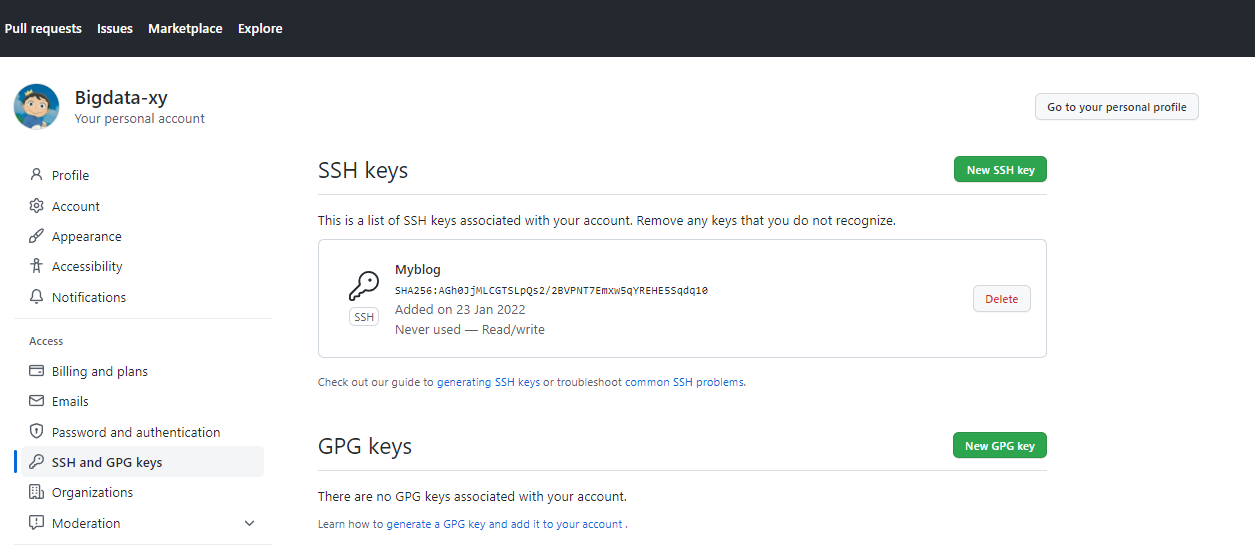 Pull requests Issues Marketplace Explore
Bigdata-xy
Your personal account
Go to your personal profile
Profile
Account
Appearance
Accessibility
Notifications
Access
Billing and plans
Emails
Password and authentication
SSH and GPG keys
Organizations
Moderation
SSH keys
New SSH key
This is a list of SSH keys associated with your account. Remove any keys that you do not recognize.
Myblog
SHA256:AGh0JjMLCGTSLpQs2/2BVPNT7Emxw5qYREHE5Sqdq10
SSH
Added on 23 Jan 2022
Never used — Read/write
Delete
Check out our guide to generating SSH keys or troubleshoot common SSH problems.
GPG keys
New GPG key
There are no GPG keys associated with your account.
Learn how to generate a GPG key and add it to your account .